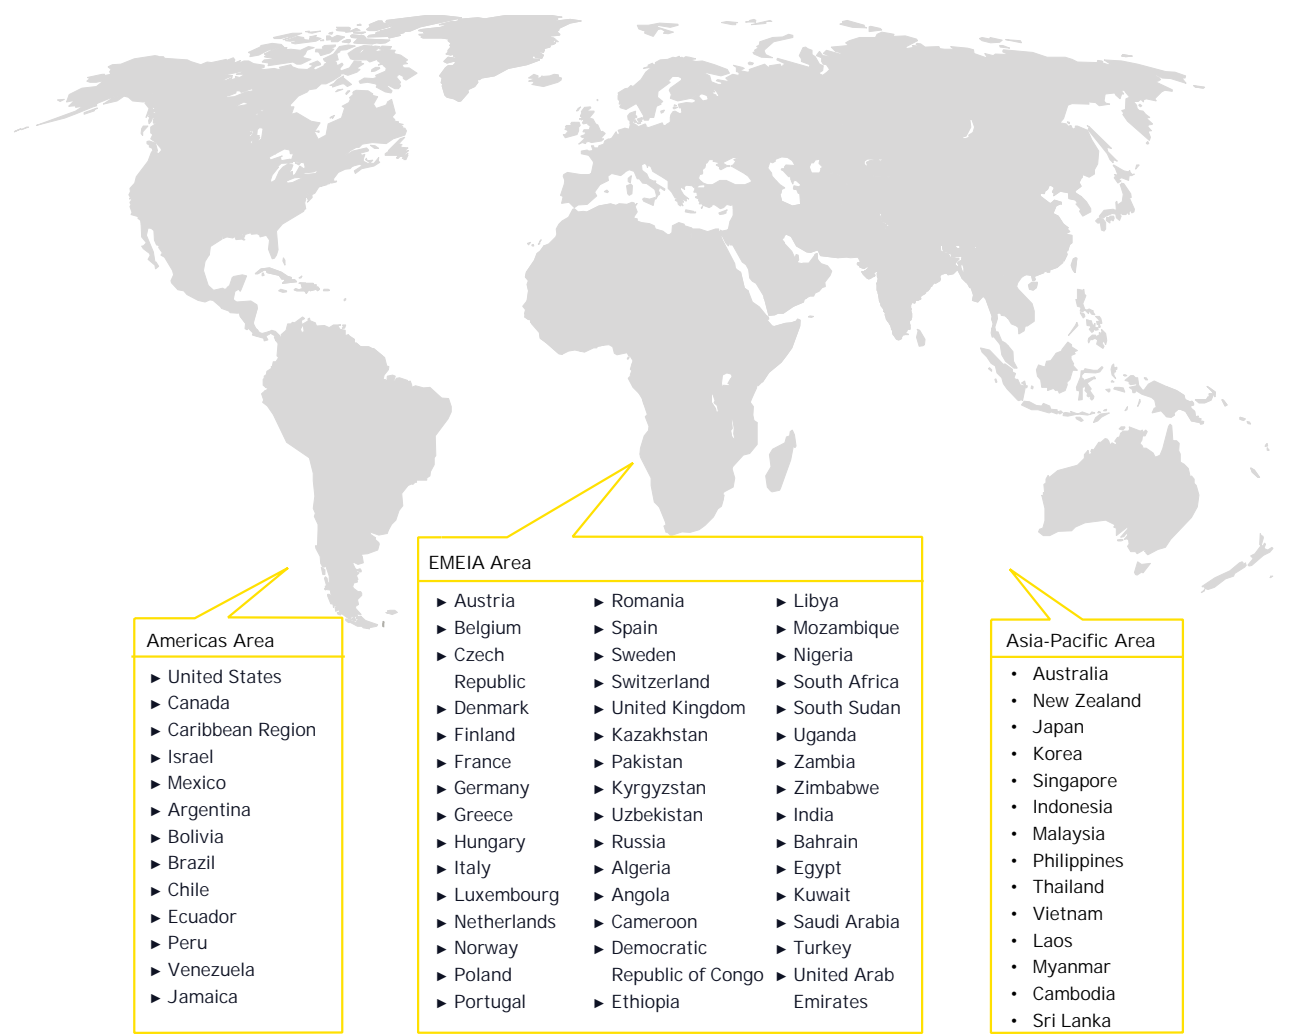 EMEIA Area
► Austria
► Belgium
► Czech
Republic
► Denmark
► Finland
► France
► Germany
► Greece
► Hungary
► Italy
► Luxembourg
► Netherlands
► Norway
► Poland
► Portugal
► Romania
► Spain
► Sweden
► Switzerland
► United Kingdom
► Kazakhstan
► Pakistan
► Kyrgyzstan
► Uzbekistan
► Russia
► Algeria
► Angola
► Cameroon
► Democratic
Republic of Congo
► Ethiopia
► Libya
► Mozambique
► Nigeria
► South Africa
► South Sudan
► Uganda
► Zambia
► Zimbabwe
► India
► Bahrain
► Egypt
► Kuwait
► Saudi Arabia
► Turkey
► United Arab
Emirates
Americas Area
► United States
► Canada
► Caribbean Region
► Israel
► Mexico
► Argentina
► Bolivia
► Brazil
► Chile
► Ecuador
► Peru
► Venezuela
► Jamaica
Asia-Pacific Area
• Australia
• New Zealand
• Japan
• Korea
• Singapore
• Indonesia
• Malaysia
• Philippines
• Thailand
• Vietnam
• Laos
• Myanmar
• Cambodia
• Sri Lanka